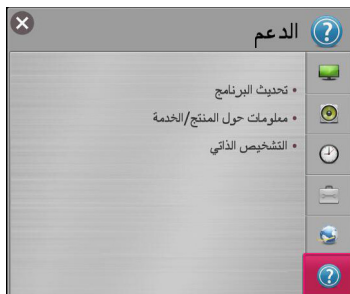 الدعم
• تحديث البرنامج
• معلومات حول المنتج/الخدمة
• التشخيص الذاتي